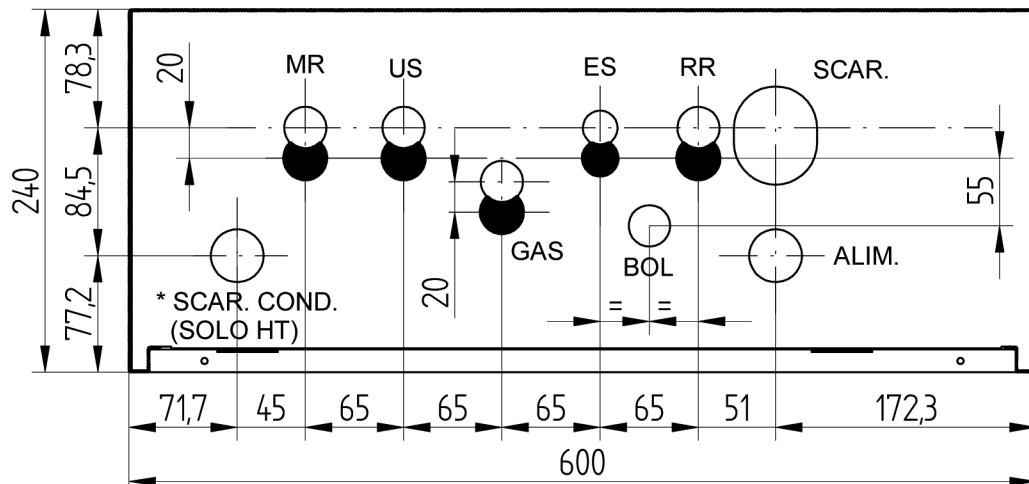 MR
US
ES
RR
SCAR.
78,3
20
240
84,5
55
GAS
BOL
ALIM.
20
77,2
* SCAR. COND.
(SOLO HT)
= =
71,7 45 65 65 65 65 51 172,3
600